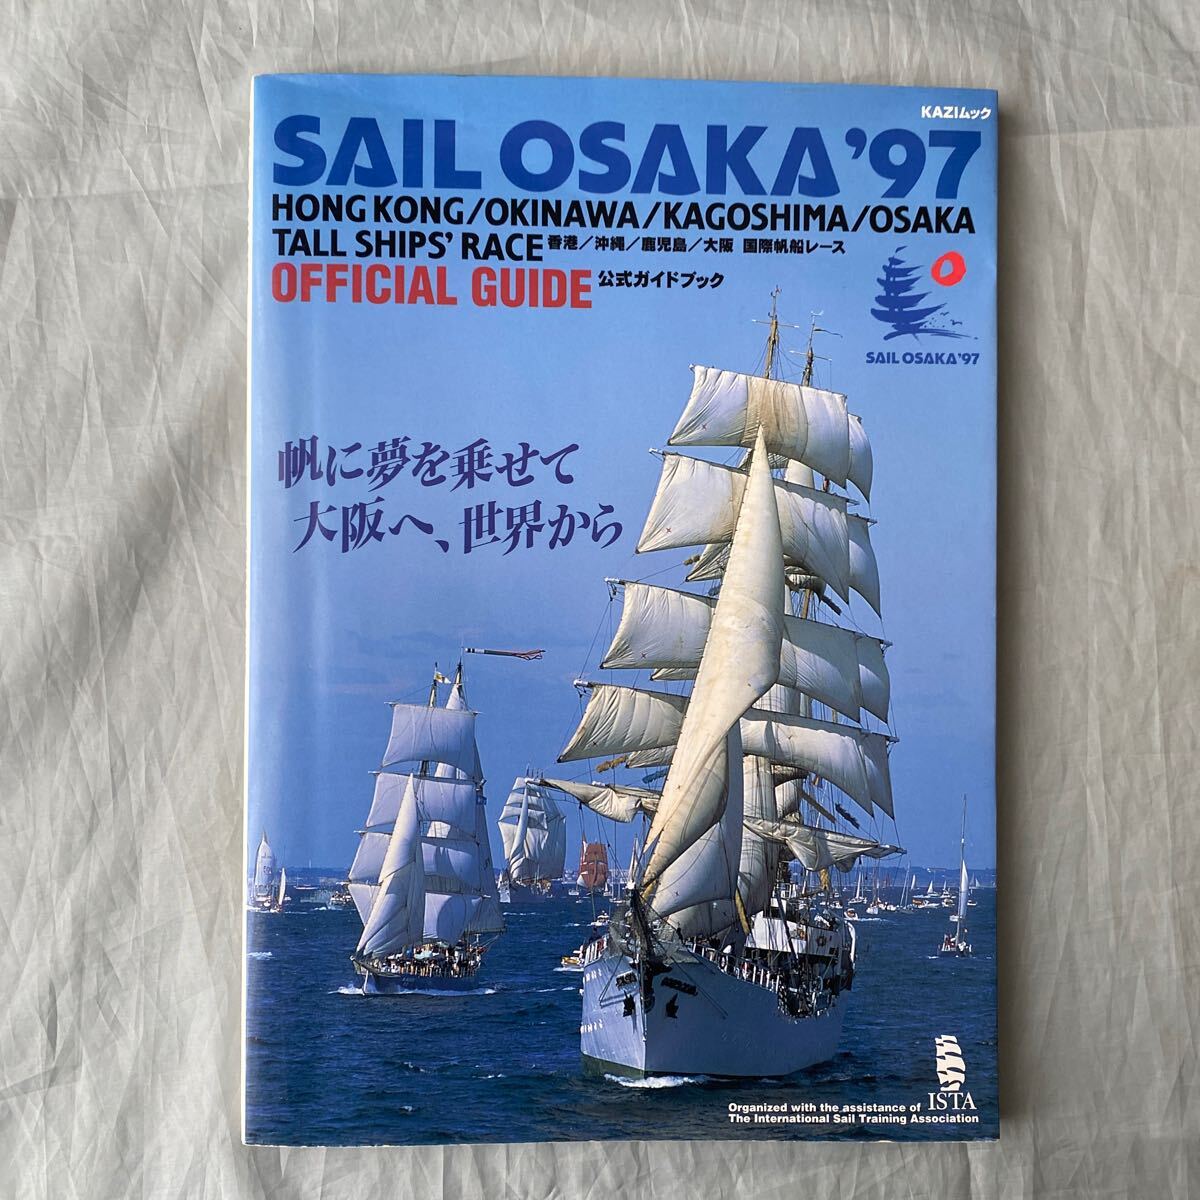 KAZIムック
SAIL OSAKA '97
HONG KONG/OKINAWA/KAGOSHIMA/OSAKA
TALL SHIPS' RACE 香港/沖縄/鹿児島/大阪 国際帆船レース
OFFICIAL GUIDE 公式ガイドブック
SAIL OSAKA '97
帆に夢を乗せて
大阪へ、世界から
ISTA
Organized with the assistance of
The International Sail Training Association